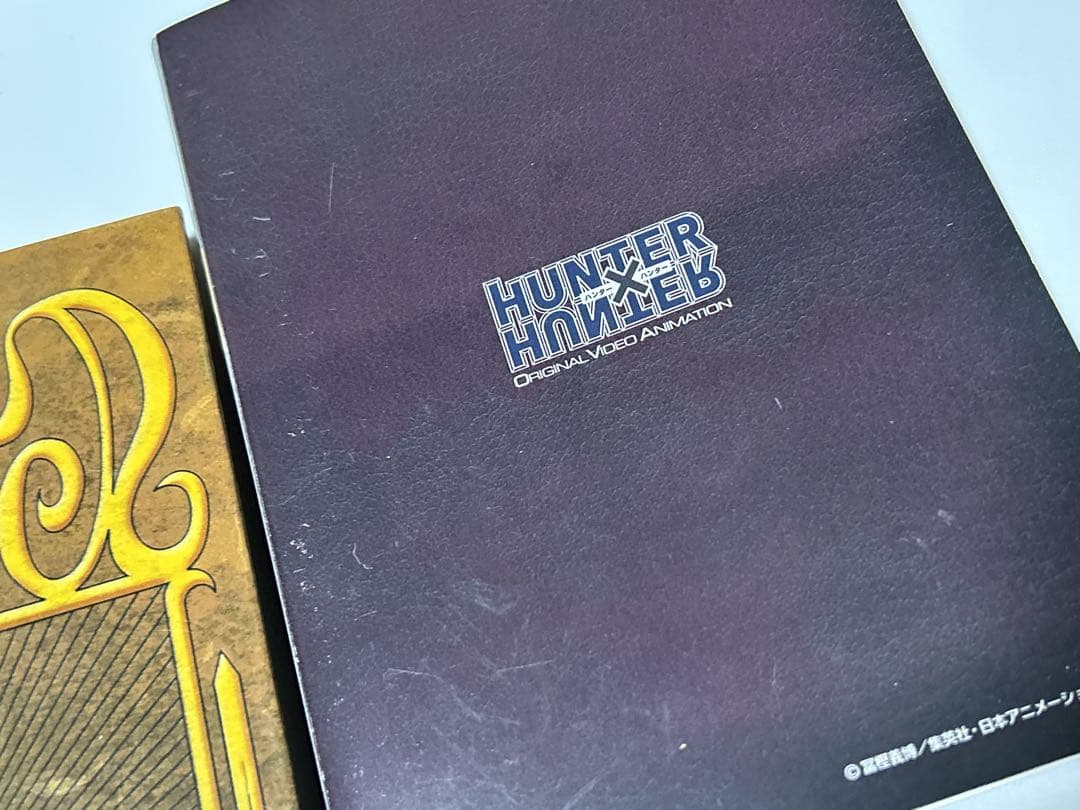 HUNTER
=ハンター×ハンター=
HUNTER
ORIGINAL VIDEO ANIMATION
©冨樫義博/集英社・日本アニメーショ